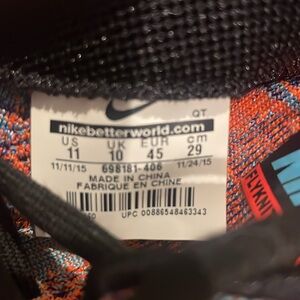 QT
nikebetterworld.com
US UK EUR cm
11 10 45 29
11/11/15 698181-406 11/24/15
MADE IN CHINA
FABRIQUE EN CHINE
UPC 00886548463343